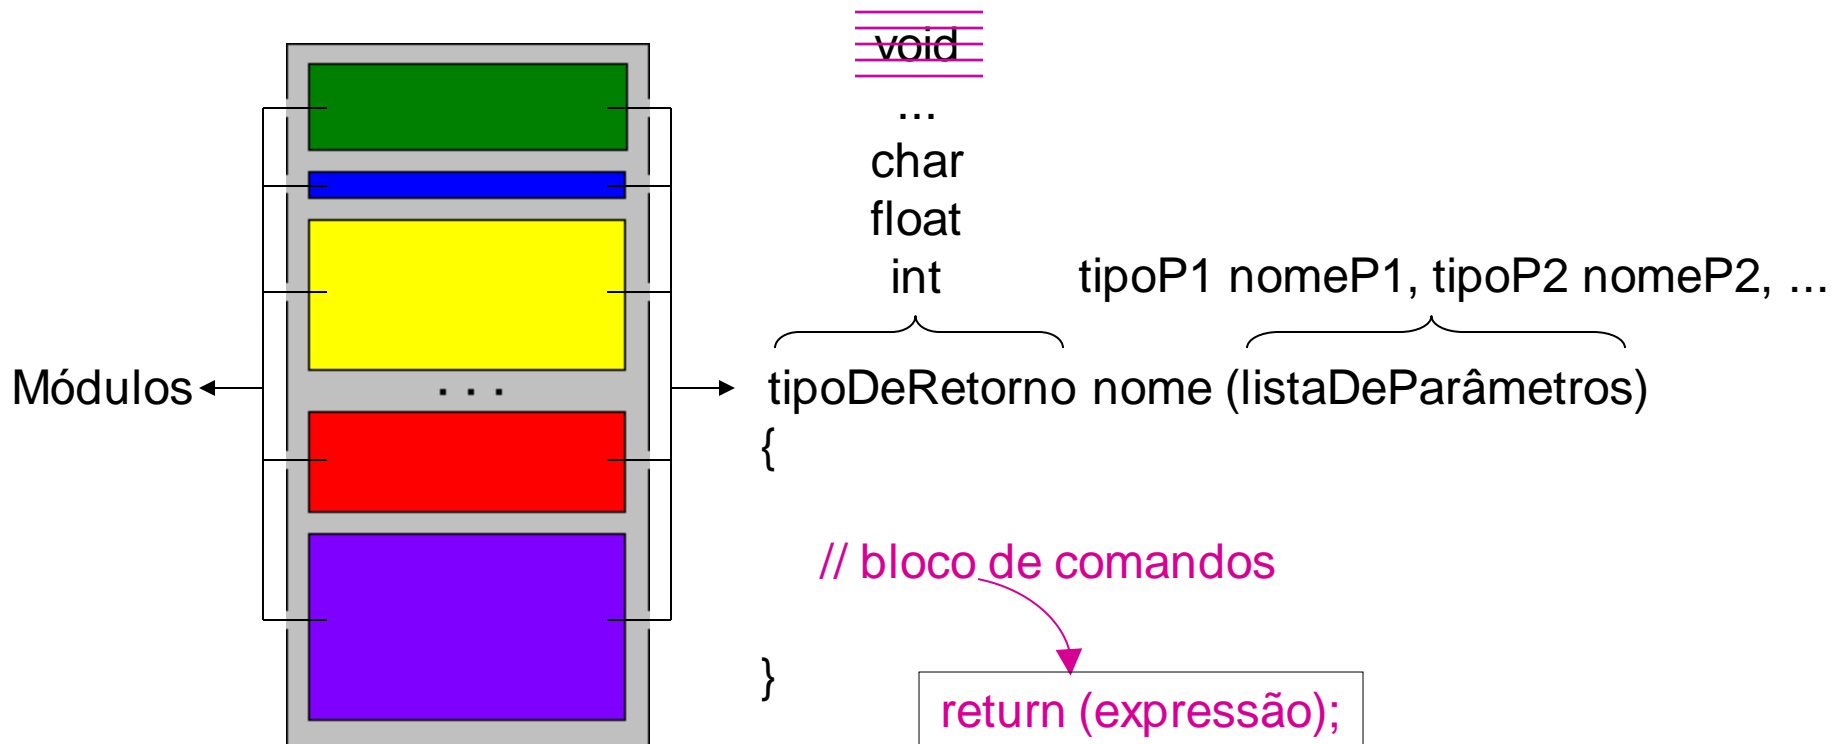 void
...
char
float
int
tipoP1 nomeP1, tipoP2 nomeP2, ...
Módulos
. . .
tipoDeRetorno nome (listaDeParâmetros)
{
// bloco de comandos
}
return (expressão);